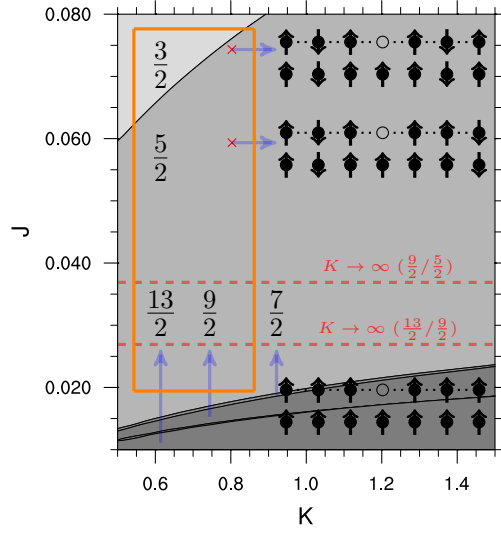 0.080
3/2
0.060
5/2
J
0.040
K → ∞ (9/2 / 5/2)
13/2 9/2 7/2
K → ∞ (13/2 / 9/2)
0.020
0.6 0.8 1.0 1.2 1.4
K